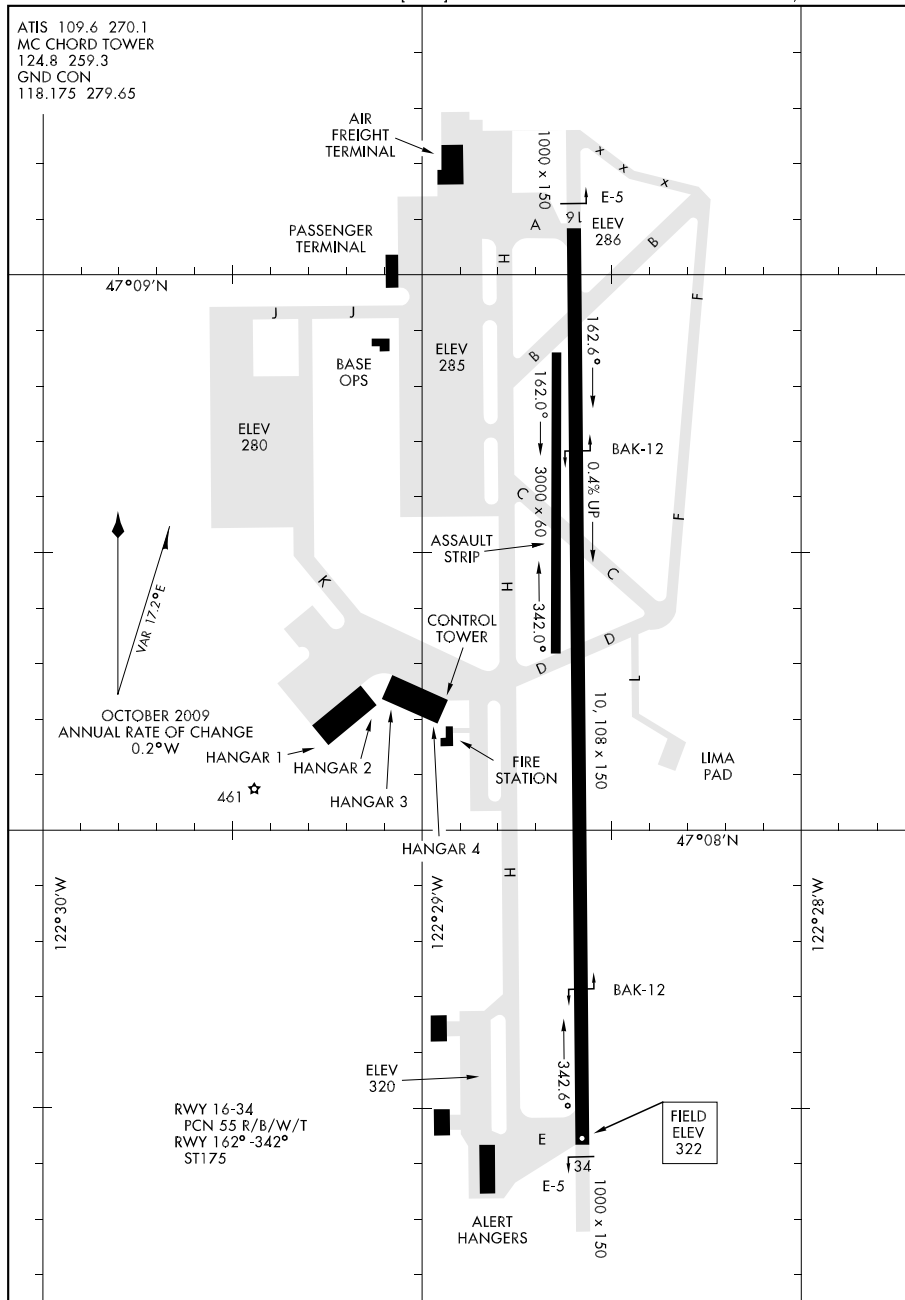 ATIS 109.6 270.1
MC CHORD TOWER
124.8 259.3
GND CON
118.175 279.65
AIR
FREIGHT
TERMINAL
1000 x 150
x x x
E-5
16
A
ELEV
286
PASSENGER
TERMINAL
H
B
47°09'N
F
J J
162.6°
BASE
OPS
ELEV
285
B
162.0°
ELEV
280
BAK-12
C
3000 x 60
0.4% UP
F
ASSAULT
STRIP
VAR 17.2°E
K
H
342.0°
C
CONTROL
TOWER
D
D
L
OCTOBER 2009
ANNUAL RATE OF CHANGE
0.2°W
HANGAR 1
HANGAR 2
HANGAR 3
FIRE
STATION
10, 108 x 150
LIMA
PAD
461
HANGAR 4
47°08'N
H
122°30'W
122°29'W
122°28'W
BAK-12
342.6°
ELEV
320
RWY 16-34
PCN 55 R/B/W/T
RWY 162° -342°
ST175
E
FIELD
ELEV
322
34
E-5
1000 x 150
ALERT
HANGERS